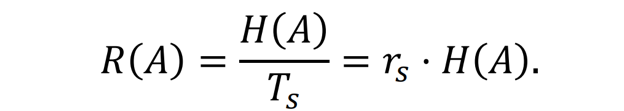 R(A) = H(A)/T_s = r_s · H(A).